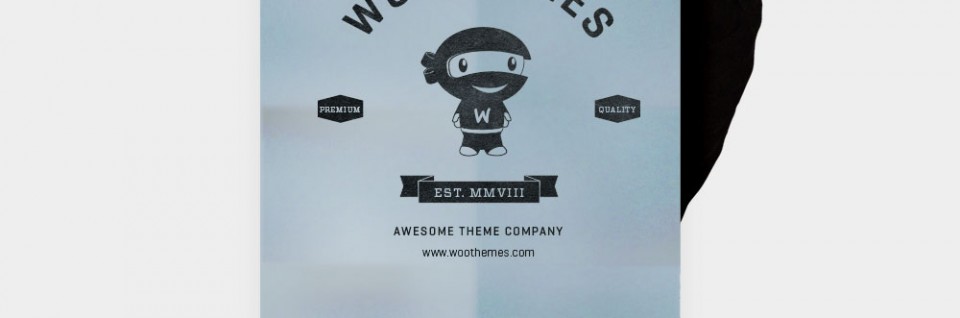 PREMIUM
W
QUALITY
EST. MMVIII
AWESOME THEME COMPANY
www.woothemes.com